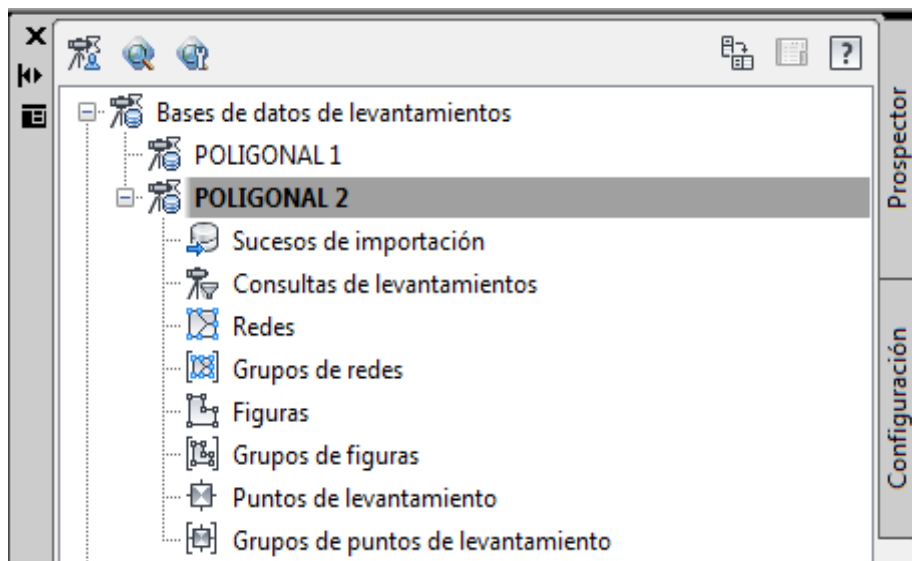 Bases de datos de levantamientos
POLIGONAL 1
POLIGONAL 2
Sucesos de importación
Consultas de levantamientos
Redes
Grupos de redes
Figuras
Grupos de figuras
Puntos de levantamiento
Grupos de puntos de levantamiento
Prospector
Configuración